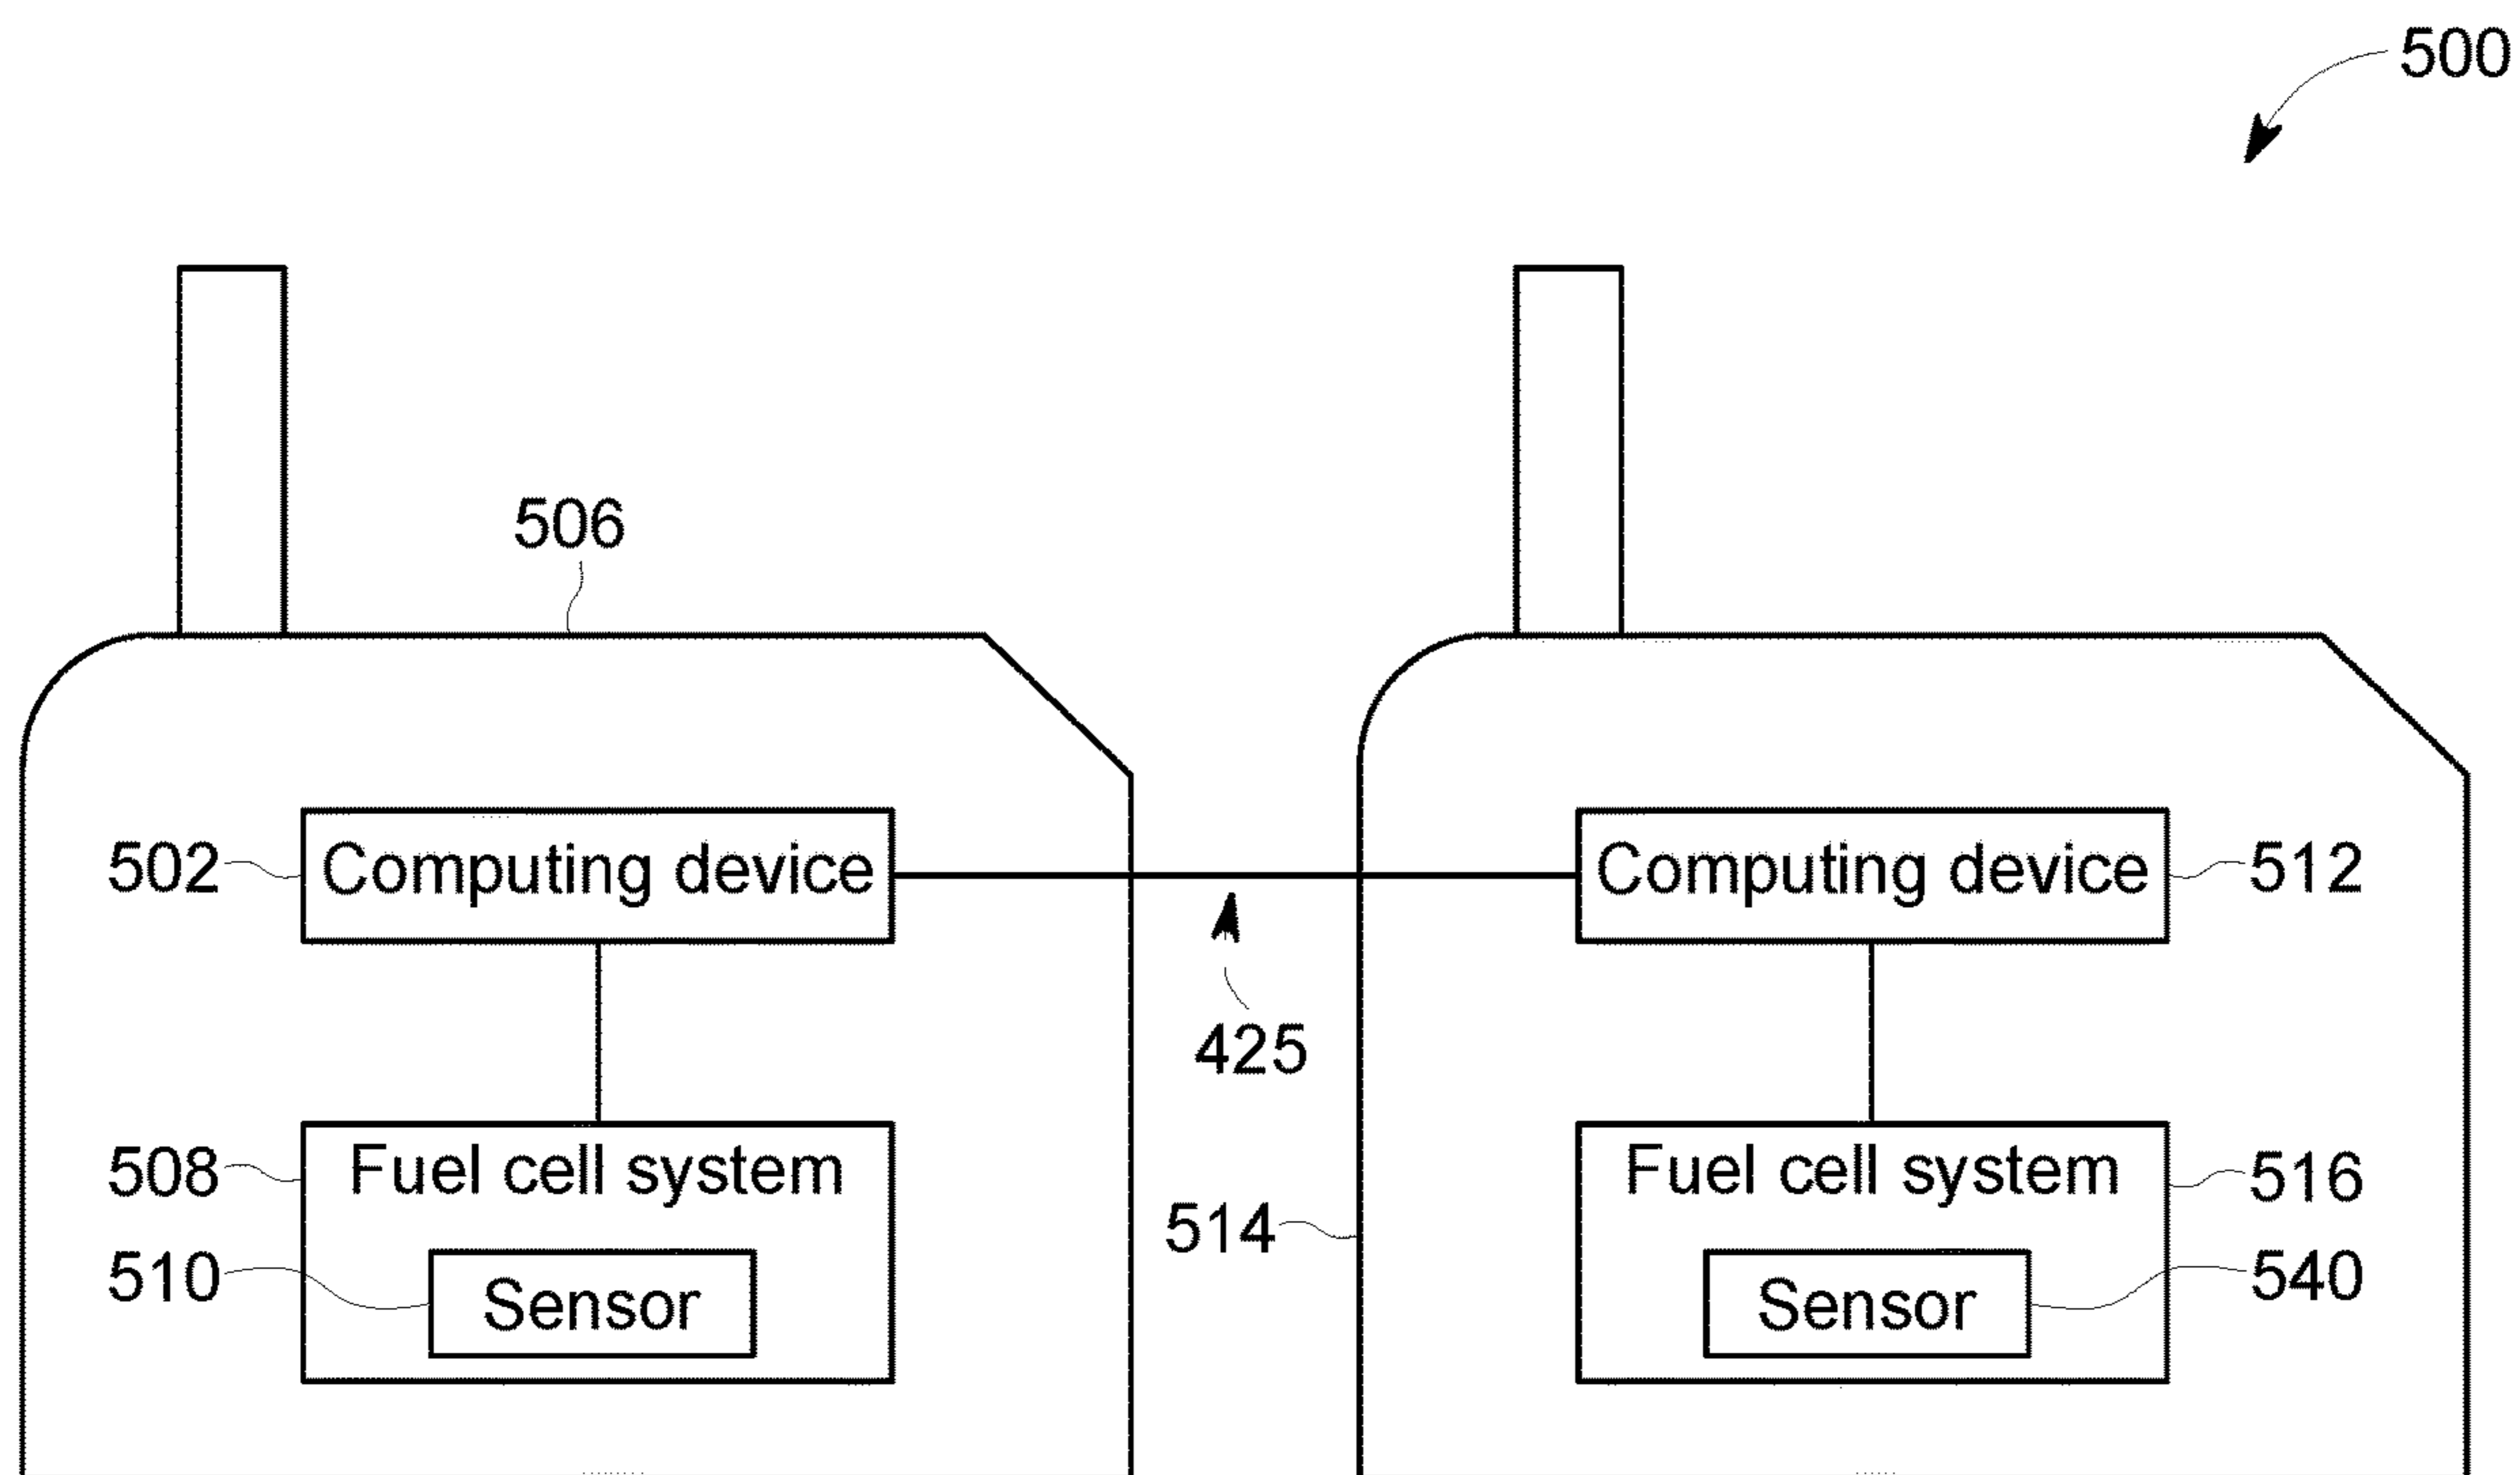 500
506
502 Computing device Computing device 512
425
508 Fuel cell system Fuel cell system 516
514
510 Sensor Sensor 540